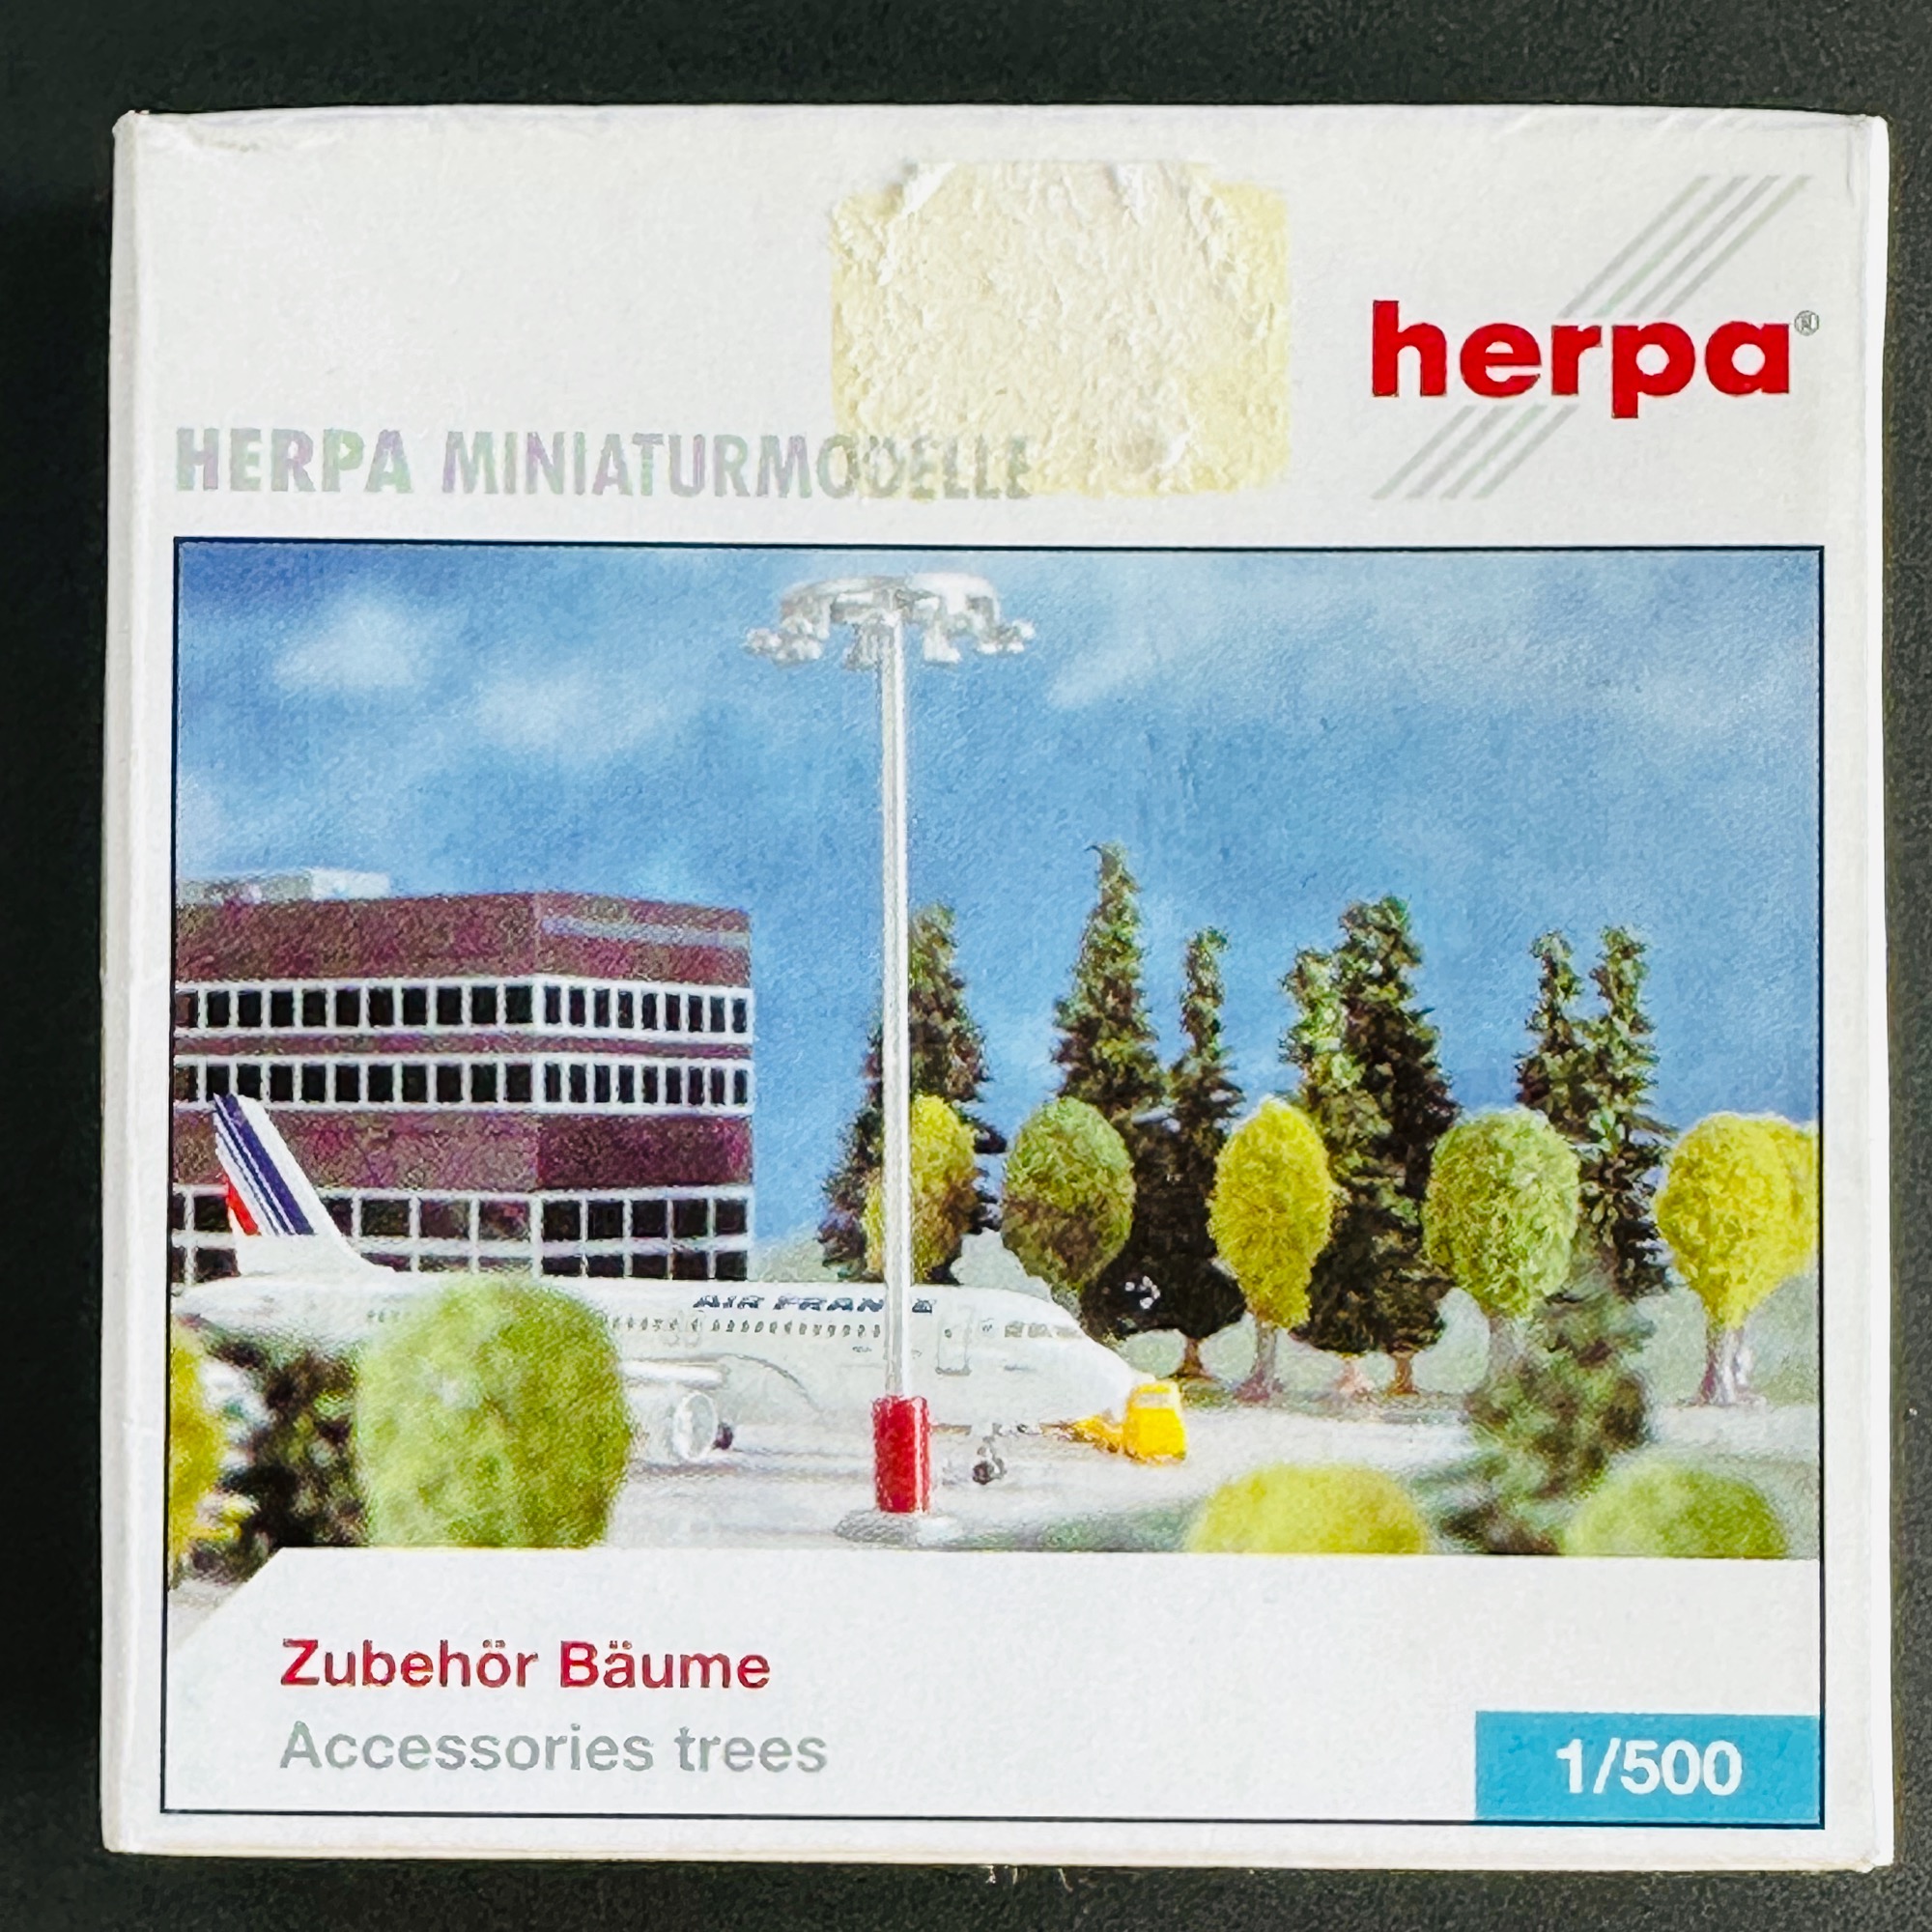 herpa®
HERPA MINIATURMODELLE
AIR FRANCE
Zubehör Bäume
Accessories trees
1/500